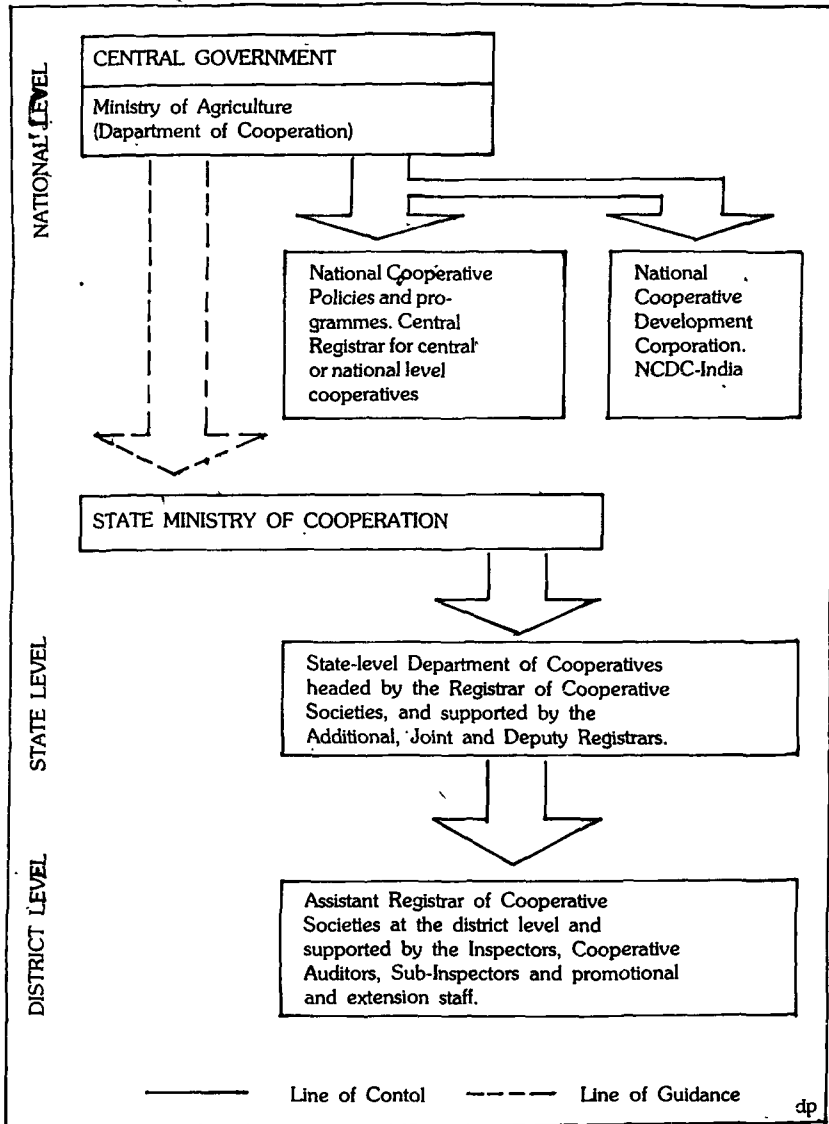 NATIONAL LEVEL
CENTRAL GOVERNMENT
Ministry of Agriculture
(Dapartment of Cooperation)
National Cooperative
Policies and pro-
grammes. Central
Registrar for central
or national level
cooperatives
National
Cooperative
Development
Corporation.
NCDC-India
STATE MINISTRY OF COOPERATION
STATE LEVEL
State-level Department of Cooperatives
headed by the Registrar of Cooperative
Societies, and supported by the
Additional, Joint and Deputy Registrars.
DISTRICT LEVEL
Assistant Registrar of Cooperative
Societies at the district level and
supported by the Inspectors, Cooperative
Auditors, Sub-Inspectors and promotional
and extension staff.
Line of Contol
Line of Guidance
dp